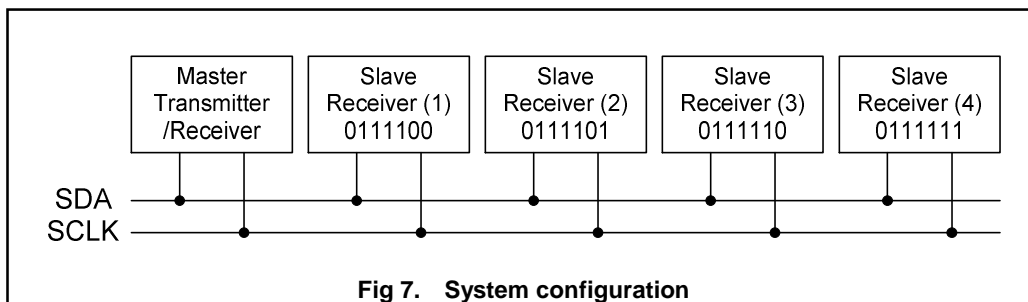 Master
Transmitter
/Receiver
Slave
Receiver (1)
0111100
Slave
Receiver (2)
0111101
Slave
Receiver (3)
0111110
Slave
Receiver (4)
0111111
SDA
SCLK
Fig 7. System configuration